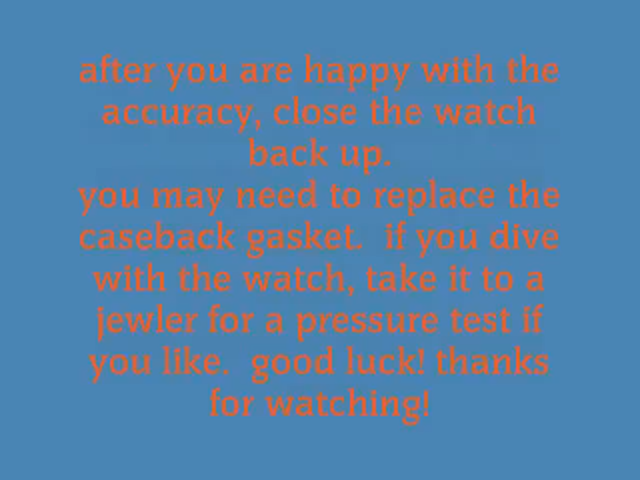 after you are happy with the
accuracy, close the watch
back up.
you may need to replace the
caseback gasket.  if you dive
with the watch, take it to a
jewler for a pressure test if
you like.  good luck! thanks
for watching!